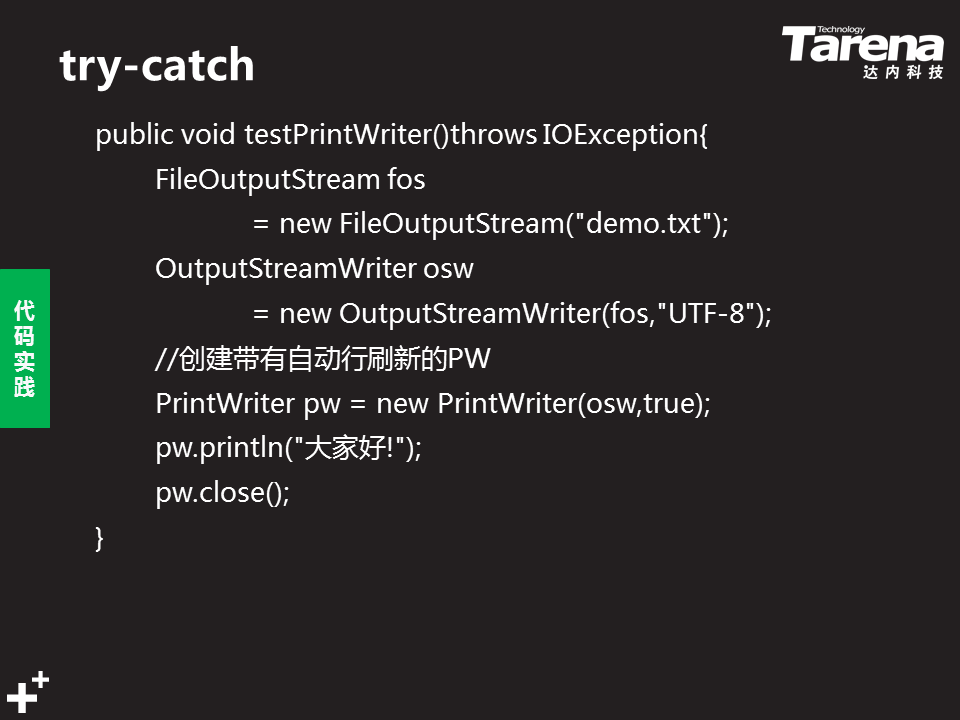 try-catch
Technology
Tarena
达内科技
public void testPrintWriter()throws IOException{
FileOutputStream fos
= new FileOutputStream("demo.txt");
OutputStreamWriter osw
= new OutputStreamWriter(fos,"UTF-8");
//创建带有自动行刷新的PW
PrintWriter pw = new PrintWriter(osw,true);
pw.println("大家好!");
pw.close();
}
代码实践